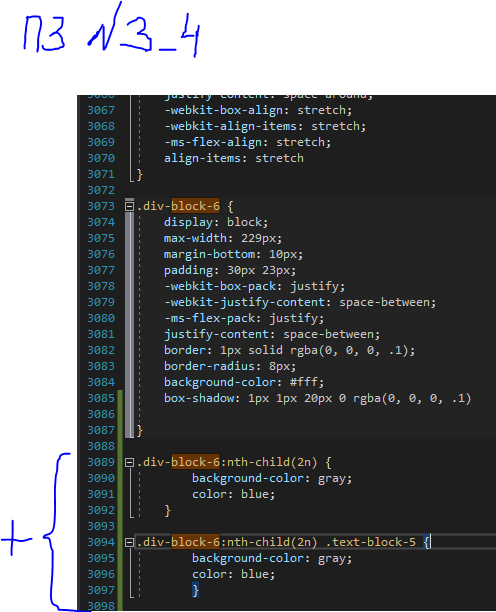 ПЗ №3_4
3066 justify-content: space-around;
3067 -webkit-box-align: stretch;
3068 -webkit-align-items: stretch;
3069 -ms-flex-align: stretch;
3070 align-items: stretch
3071 }
3072
3073 .div-block-6 {
3074 display: block;
3075 max-width: 229px;
3076 margin-bottom: 10px;
3077 padding: 30px 23px;
3078 -webkit-box-pack: justify;
3079 -webkit-justify-content: space-between;
3080 -ms-flex-pack: justify;
3081 justify-content: space-between;
3082 border: 1px solid rgba(0, 0, 0, .1);
3083 border-radius: 8px;
3084 background-color: #fff;
3085 box-shadow: 1px 1px 20px 0 rgba(0, 0, 0, .1)
3086
3087 }
3088
3089 .div-block-6:nth-child(2n) {
3090 background-color: gray;
3091 color: blue;
3092 }
3093
3094 .div-block-6:nth-child(2n) .text-block-5 {
3095 background-color: gray;
3096 color: blue;
3097 }
3098
+